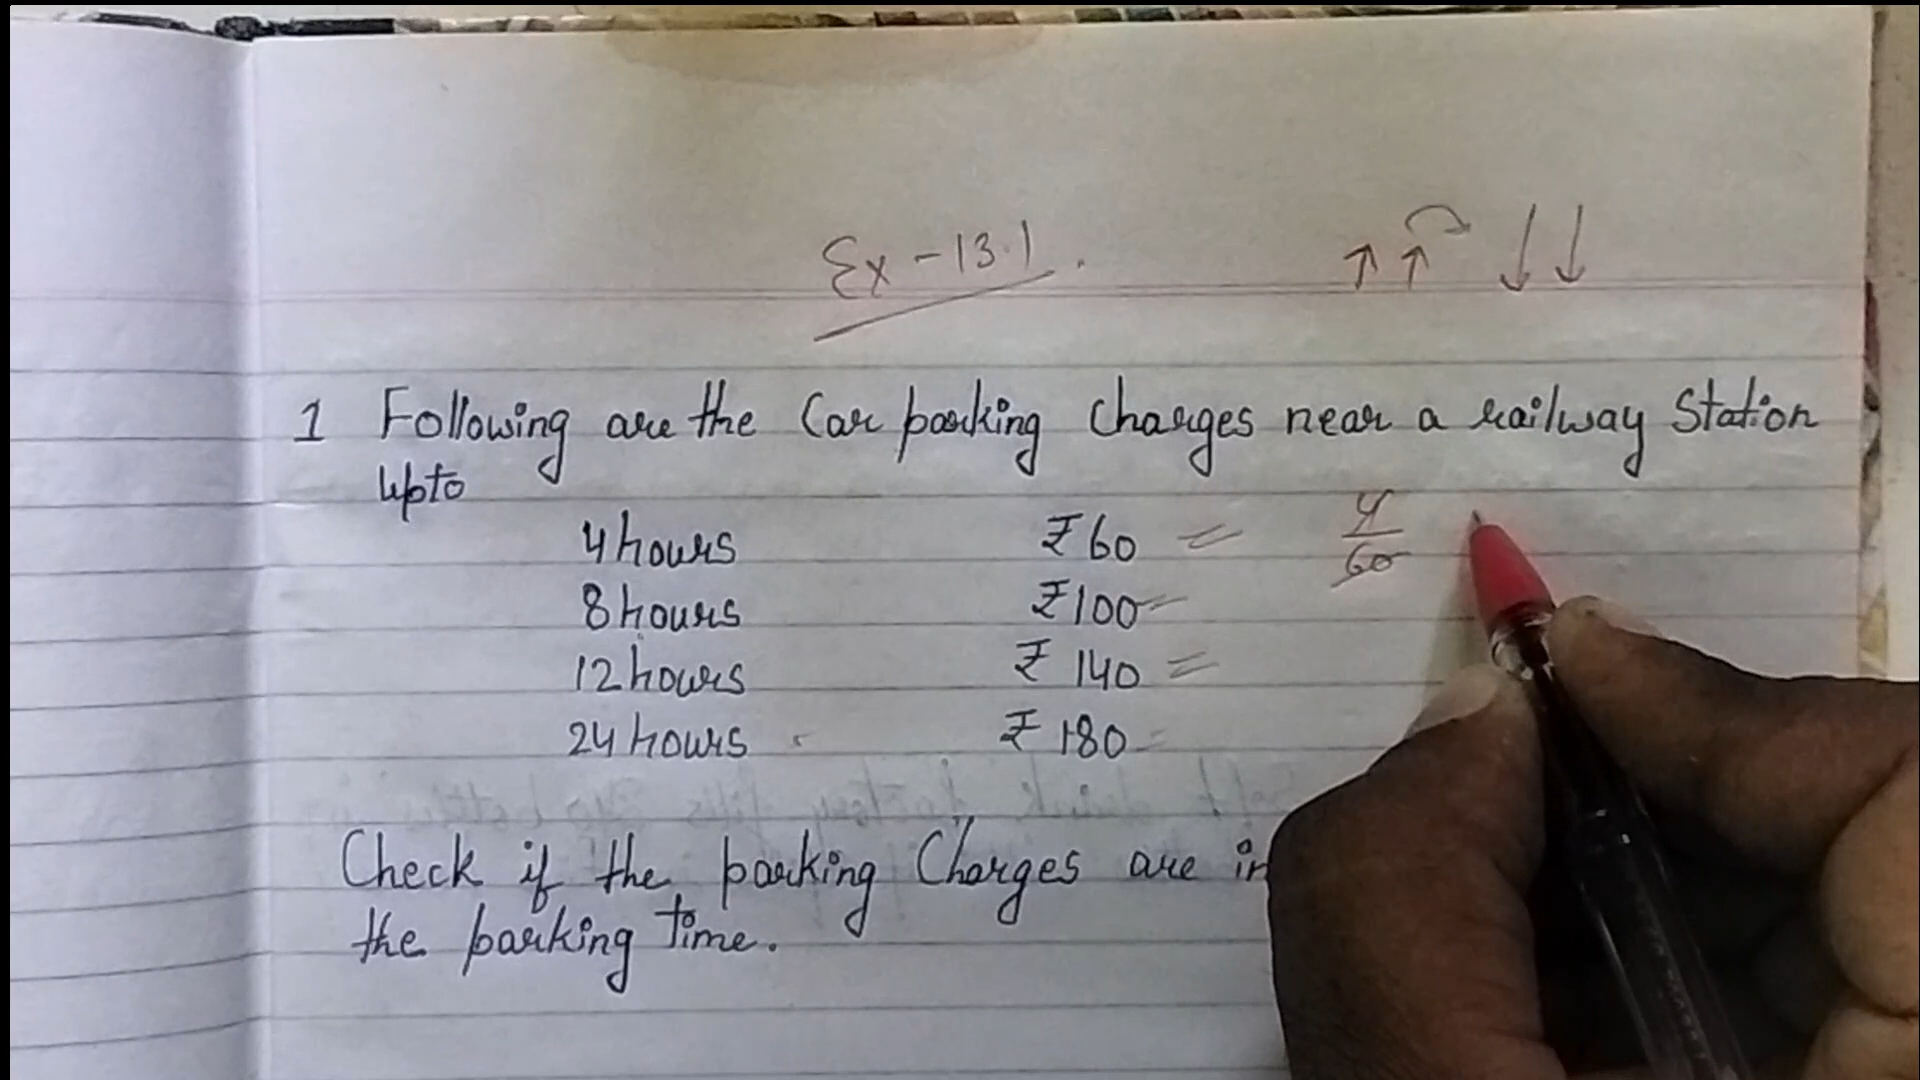 Ex - 13.1
1 Following are the Car parking Charges near a railway Station
upto
4 hours ₹ 60 = 4/60
8 hours ₹ 100 =
12 hours ₹ 140 =
24 hours ₹ 180
Check if the parking Charges are in
the parking time.